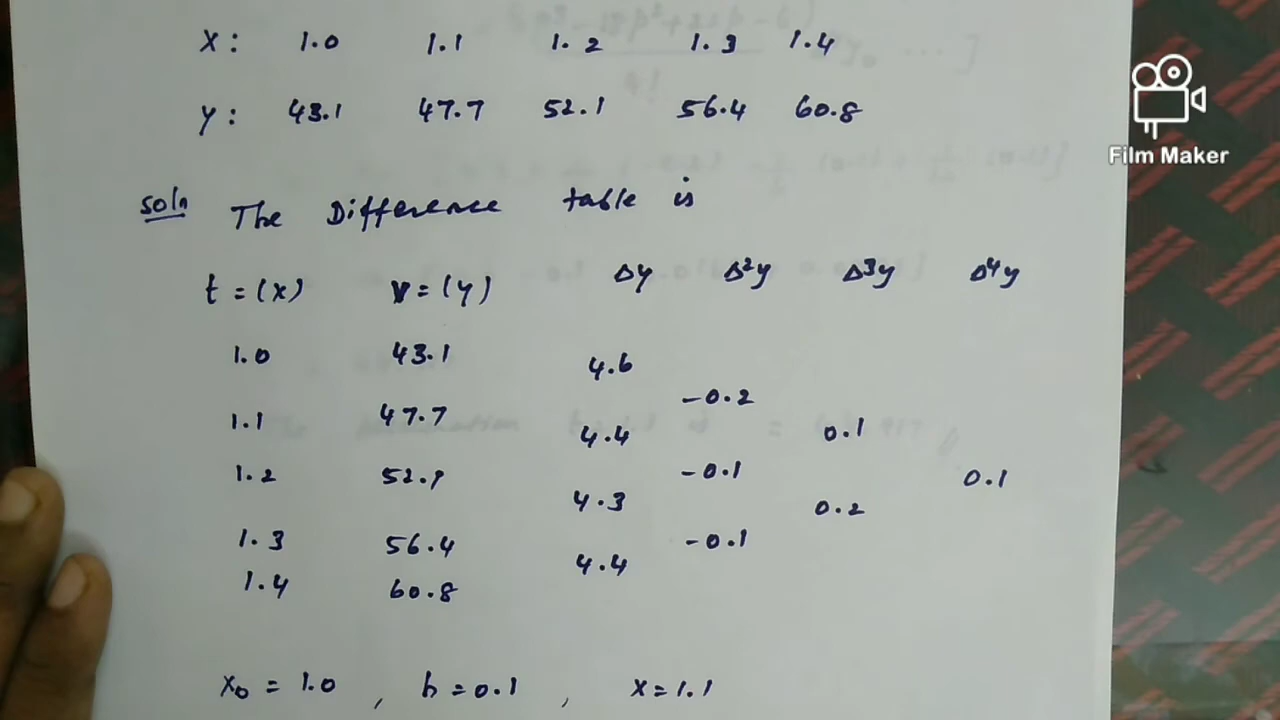 X : 1.0 1.1 1.2 1.3 1.4
Y : 43.1 47.7 52.1 56.4 60.8
Film Maker
Soln The Difference table is
t = (x) v = (y) Δy Δ²y Δ³y Δ⁴y
1.0 43.1
4.6
-0.2
1.1 47.7
4.4 0.1
1.2 52.1 -0.1 0.1
4.3 0.2
1.3 56.4 -0.1
4.4
1.4 60.8
x₀ = 1.0 , h = 0.1 , x = 1.1